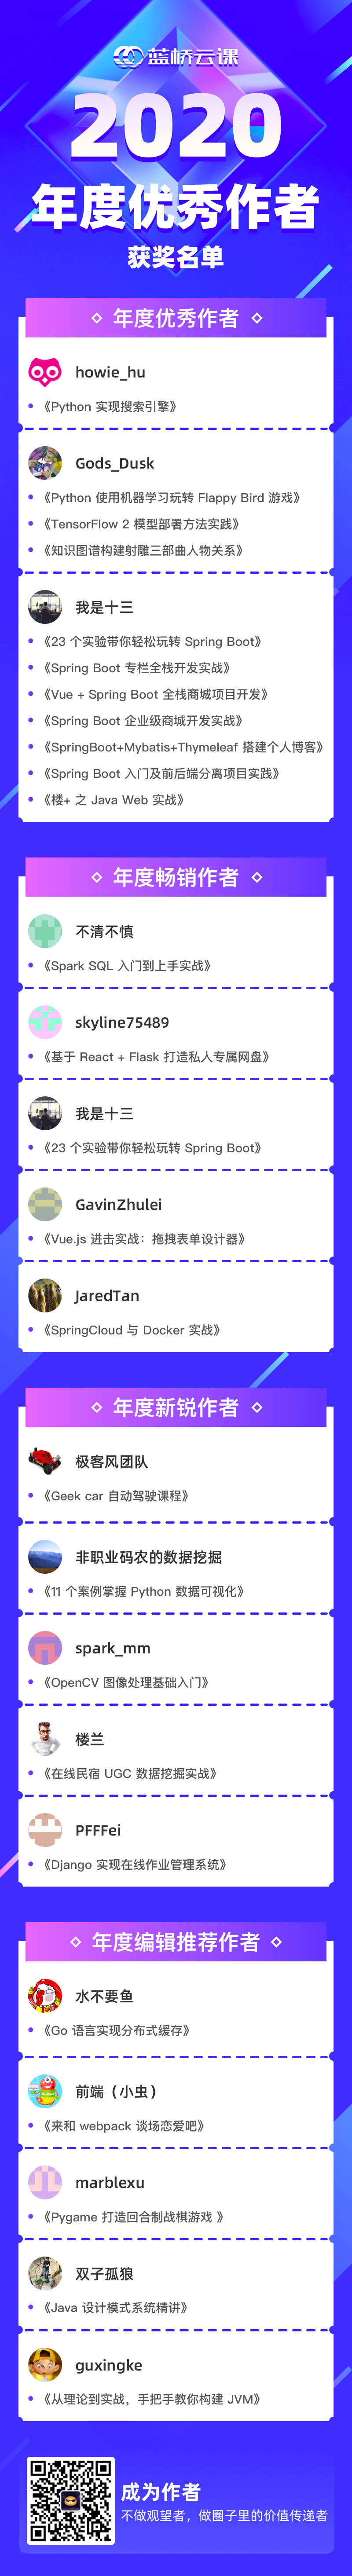 蓝桥云课
2020
年度优秀作者
获奖名单
年度优秀作者
howie_hu
《Python 实现搜索引擎》
Gods_Dusk
《Python 使用机器学习玩转 Flappy Bird 游戏》
《TensorFlow 2 模型部署方法实践》
《知识图谱构建射雕三部曲人物关系》
我是十三
《23 个实验带你轻松玩转 Spring Boot》
《Spring Boot 专栏全栈开发实战》
《Vue + Spring Boot 全栈商城项目开发》
《Spring Boot 企业级商城开发实战》
《SpringBoot+Mybatis+Thymeleaf 搭建个人博客》
《Spring Boot 入门及前后端分离项目实践》
《楼+ 之 Java Web 实战》
年度畅销作者
不清不慎
《Spark SQL 入门到上手实战》
skyline75489
《基于 React + Flask 打造私人专属网盘》
我是十三
《23 个实验带你轻松玩转 Spring Boot》
GavinZhulei
《Vue.js 进击实战：拖拽表单设计器》
JaredTan
《SpringCloud 与 Docker 实战》
年度新锐作者
极客风团队
《Geek car 自动驾驶课程》
非职业码农的数据挖掘
《11 个案例掌握 Python 数据可视化》
spark_mm
《OpenCV 图像处理基础入门》
楼兰
《在线民宿 UGC 数据挖掘实战》
PFFFei
《Django 实现在线作业管理系统》
年度编辑推荐作者
水不要鱼
《Go 语言实现分布式缓存》
前端（小虫）
《来和 webpack 谈场恋爱吧》
marblexu
《Pygame 打造回合制战棋游戏 》
双子孤狼
《Java 设计模式系统精讲》
guxingke
《从理论到实战，手把手教你构建 JVM》
成为作者
不做观望者，做圈子里的价值传递者